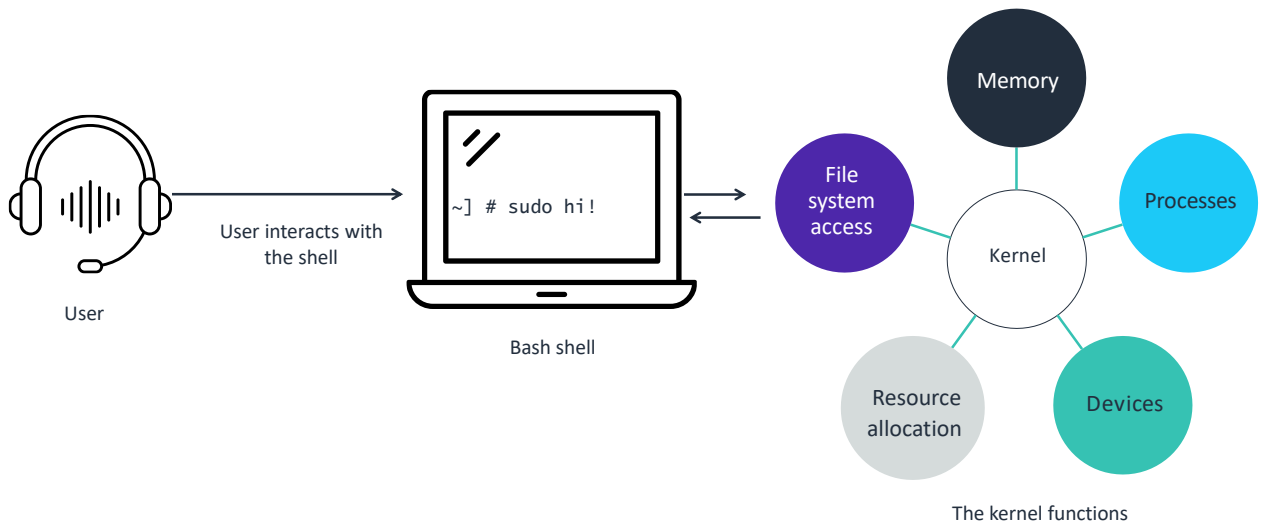 User
User interacts with
the shell
~] # sudo hi!
Bash shell
Memory
File
system
access
Processes
Kernel
Resource
allocation
Devices
The kernel functions